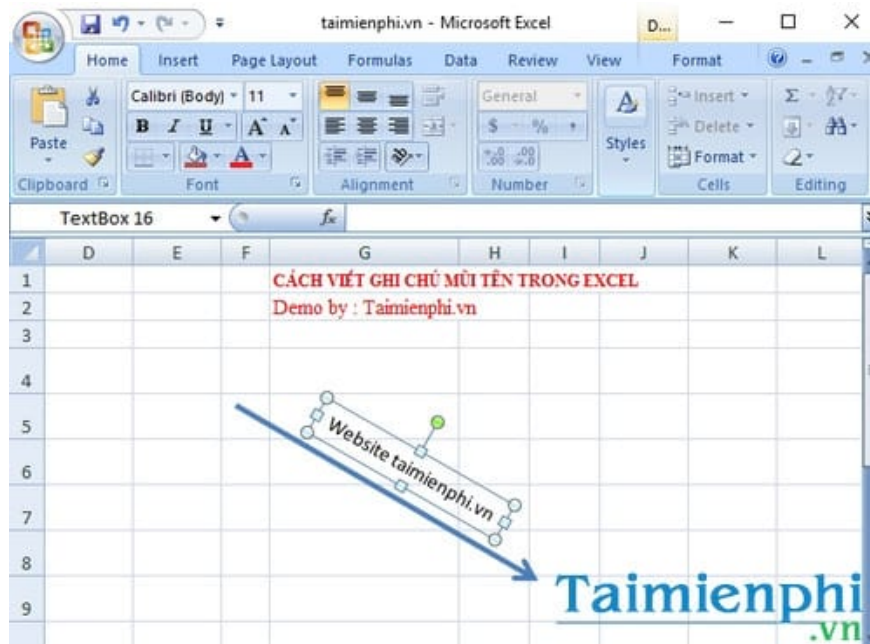 taimienphi.vn - Microsoft Excel
D...
Home Insert Page Layout Formulas Data Review View Format
Calibri (Body) 11
General
Insert
B I U A A
$ % ,
Delete
Paste
Styles
Format
Clipboard Font Alignment Number Cells Editing
TextBox 16 fx
D E F G H I J K L
1 CÁCH VIẾT GHI CHÚ MŨI TÊN TRONG EXCEL
2 Demo by : Taimienphi.vn
3
4
5
6
7
8
9
Website taimienphi.vn
Taimienphi
.vn